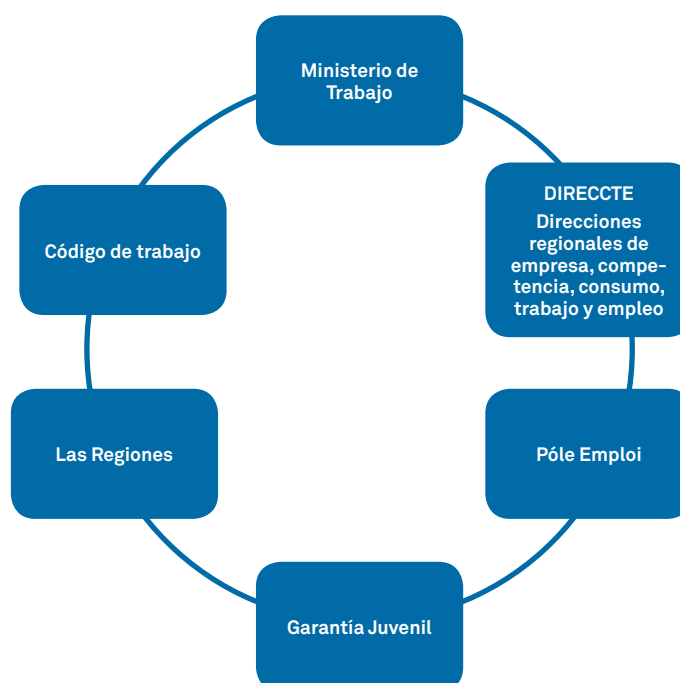 Ministerio de
Trabajo
DIRECCTE
Direcciones
regionales de
empresa, compe-
tencia, consumo,
trabajo y empleo
Código de trabajo
Las Regiones
Póle Emploi
Garantía Juvenil